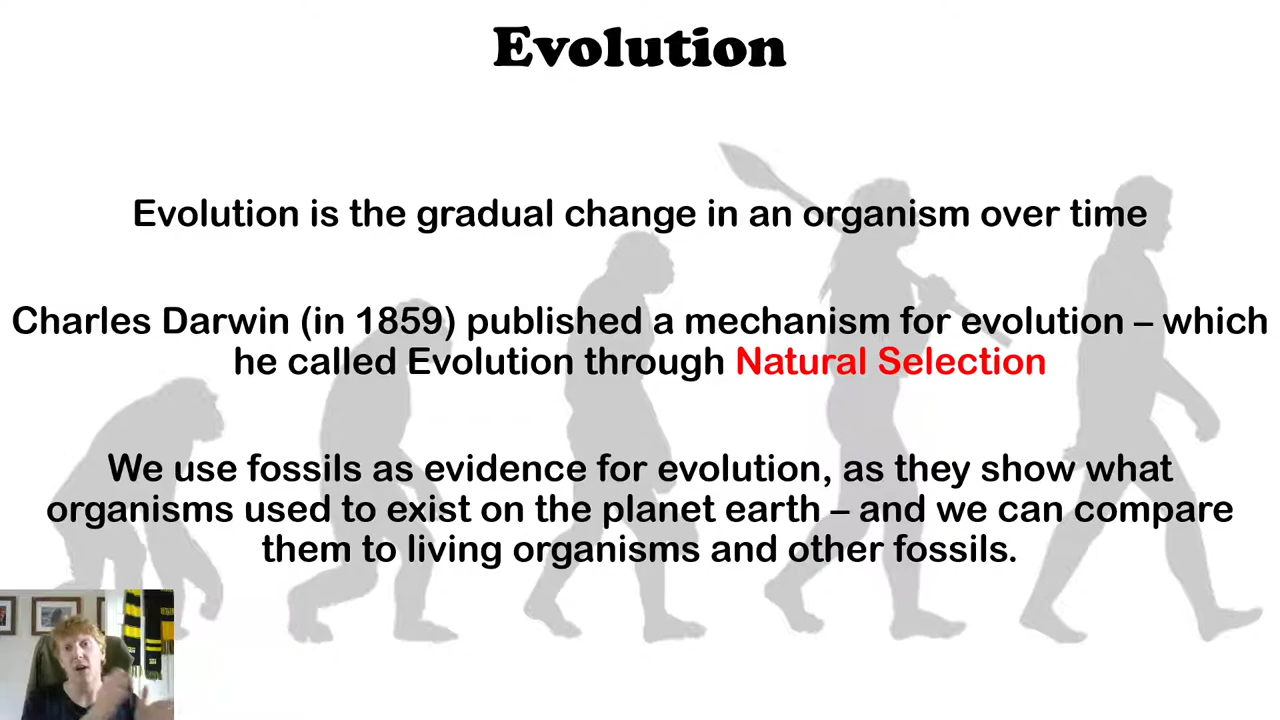 Evolution
Evolution is the gradual change in an organism over time
Charles Darwin (in 1859) published a mechanism for evolution – which
he called Evolution through Natural Selection
We use fossils as evidence for evolution, as they show what
organisms used to exist on the planet earth – and we can compare
them to living organisms and other fossils.